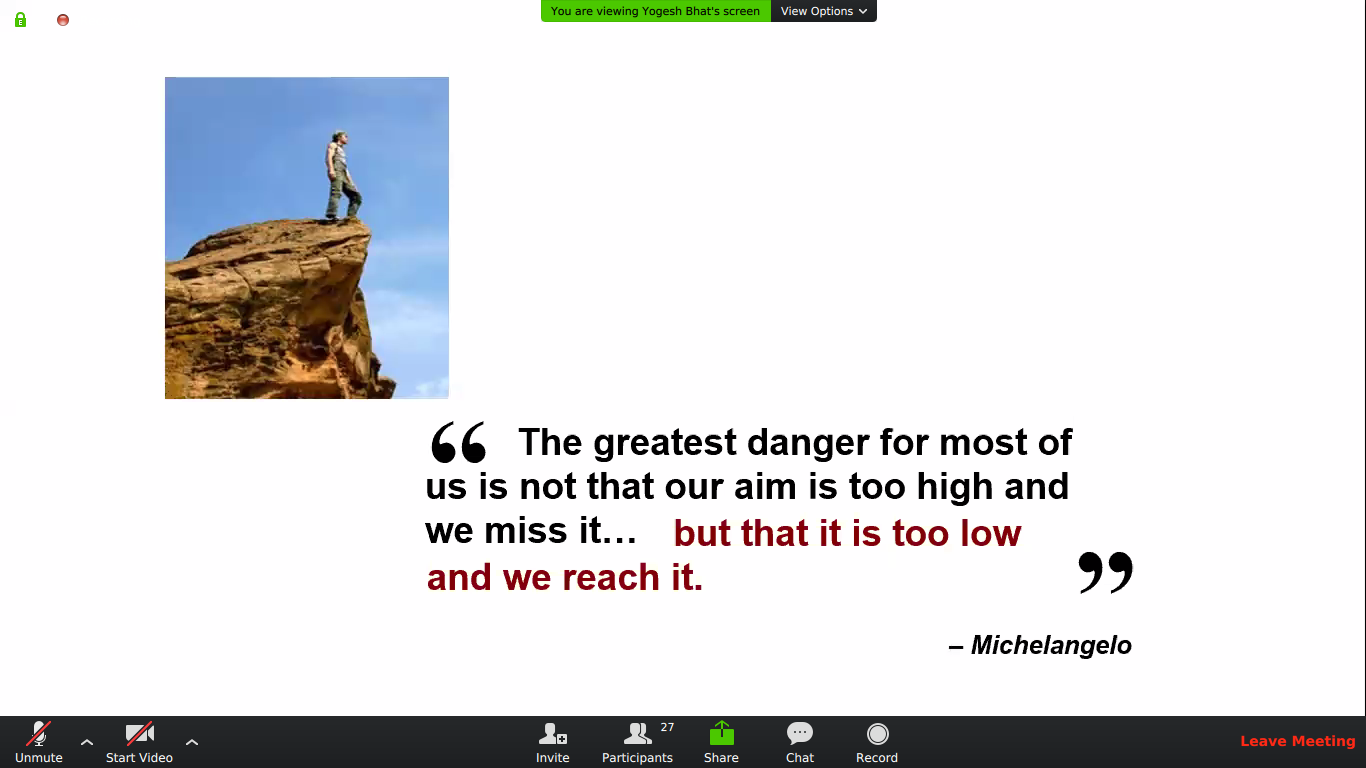 E
You are viewing Yogesh Bhat's screen View Options
“ The greatest danger for most of
us is not that our aim is too high and
we miss it… but that it is too low
and we reach it. ”
– Michelangelo
Unmute Start Video Invite Participants 27 Share Chat Record Leave Meeting